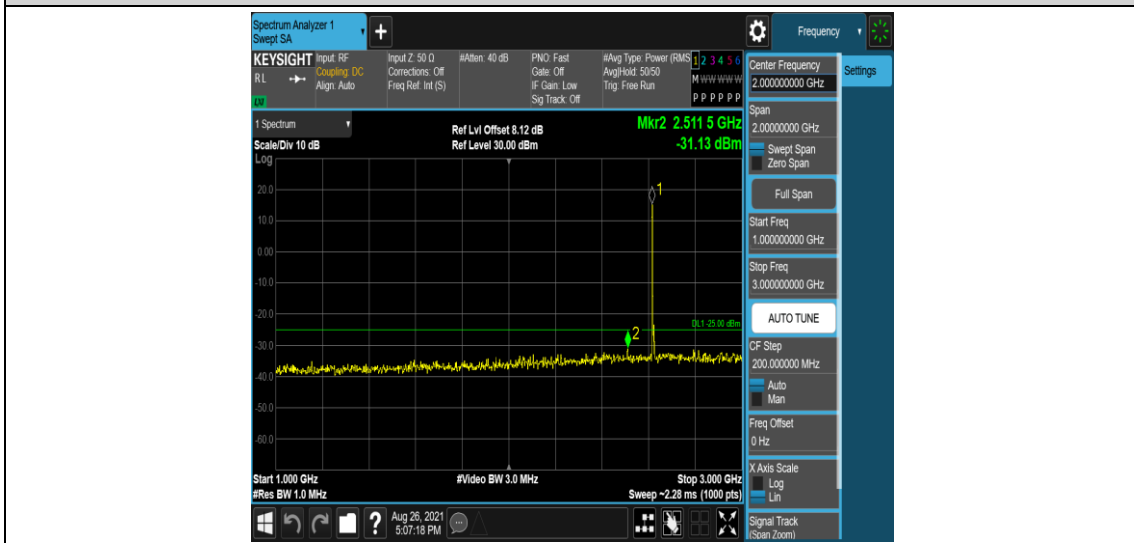 Spectrum Analyzer 1
Swept SA
+
Frequency
KEYSIGHT
RL
LXI
Input: RF
Coupling: DC
Align: Auto
Input Z: 50 Ω
Corrections: Off
Freq Ref: Int (S)
#Atten: 40 dB
PNO: Fast
Gate: Off
IF Gain: Low
Sig Track: Off
#Avg Type: Power (RMS
Avg|Hold: 50/50
Trig: Free Run
1 2 3 4 5 6
M W W W W W
P P P P P P
1 Spectrum
Scale/Div 10 dB
Ref Lvl Offset 8.12 dB
Ref Level 30.00 dBm
Mkr2 2.511 5 GHz
-31.13 dBm
Log
20.0
10.0
0.00
-10.0
-20.0
-30.0
-40.0
-50.0
-60.0
1
2
DL1 -25.00 dBm
Start 1.000 GHz
#Res BW 1.0 MHz
#Video BW 3.0 MHz
Stop 3.000 GHz
Sweep ~2.28 ms (1000 pts)
Center Frequency
2.000000000 GHz
Settings
Span
2.00000000 GHz
Swept Span
Zero Span
Full Span
Start Freq
1.000000000 GHz
Stop Freq
3.000000000 GHz
AUTO TUNE
CF Step
200.000000 MHz
Auto
Man
Freq Offset
0 Hz
X Axis Scale
Log
Lin
Signal Track
(Span Zoom)
?
Aug 26, 2021
5:07:18 PM